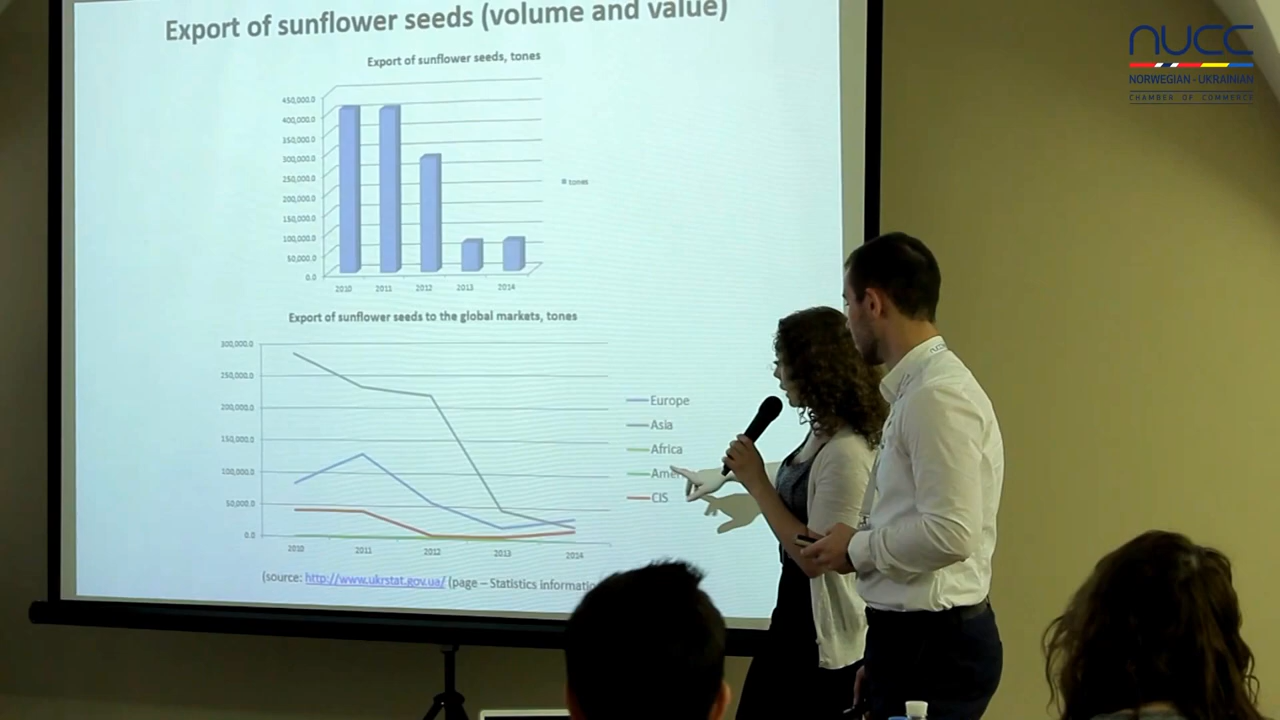 Export of sunflower seeds (volume and value)
nucc
NORWEGIAN - UKRAINIAN
CHAMBER OF COMMERCE
Export of sunflower seeds, tones
450,000.0
400,000.0
350,000.0
300,000.0
250,000.0
200,000.0
150,000.0
100,000.0
50,000.0
0.0
tones
2010 2011 2012 2013 2014
Export of sunflower seeds to the global markets, tones
300,000.0
250,000.0
200,000.0
150,000.0
100,000.0
50,000.0
0.0
Europe
Asia
Africa
CIS
2010 2011 2012 2013 2014
(source: http://www.ukrstat.gov.ua/ (page – Statistics